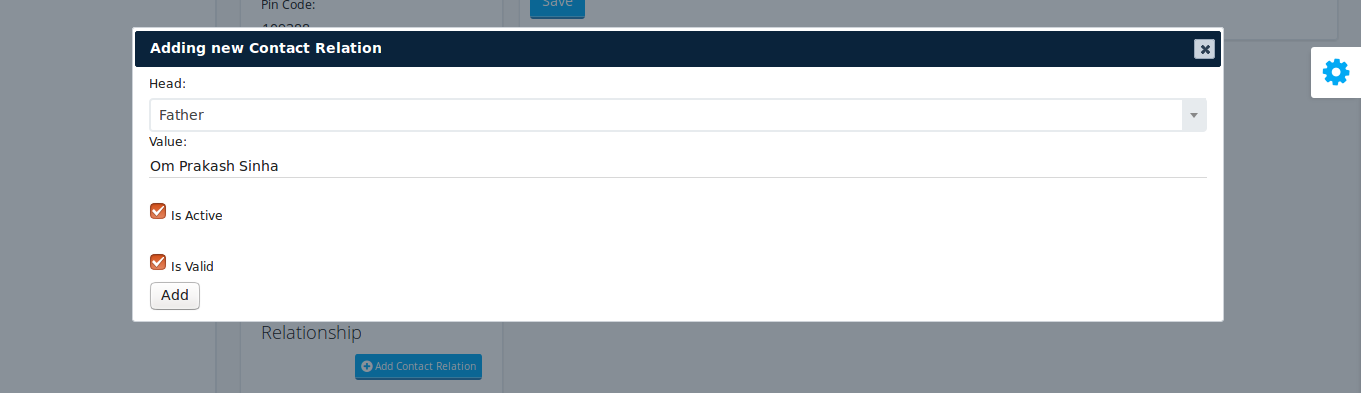 Pin Code:
Save
Adding new Contact Relation
Head:
Father
Value:
Om Prakash Sinha
Is Active
Is Valid
Add
Relationship
Add Contact Relation